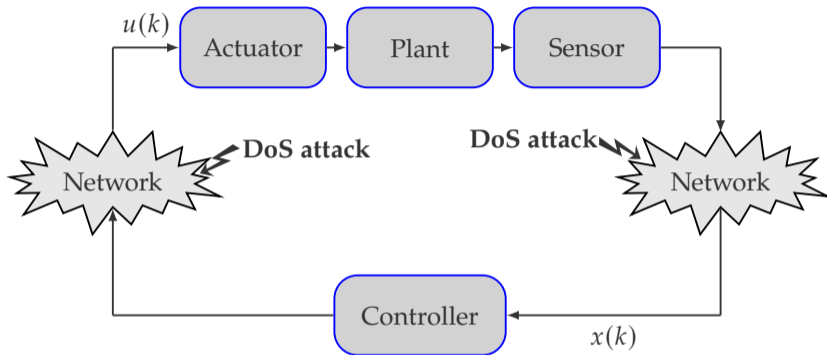 u(k)
Actuator
Plant
Sensor
DoS attack
DoS attack
Network
Network
Controller
x(k)